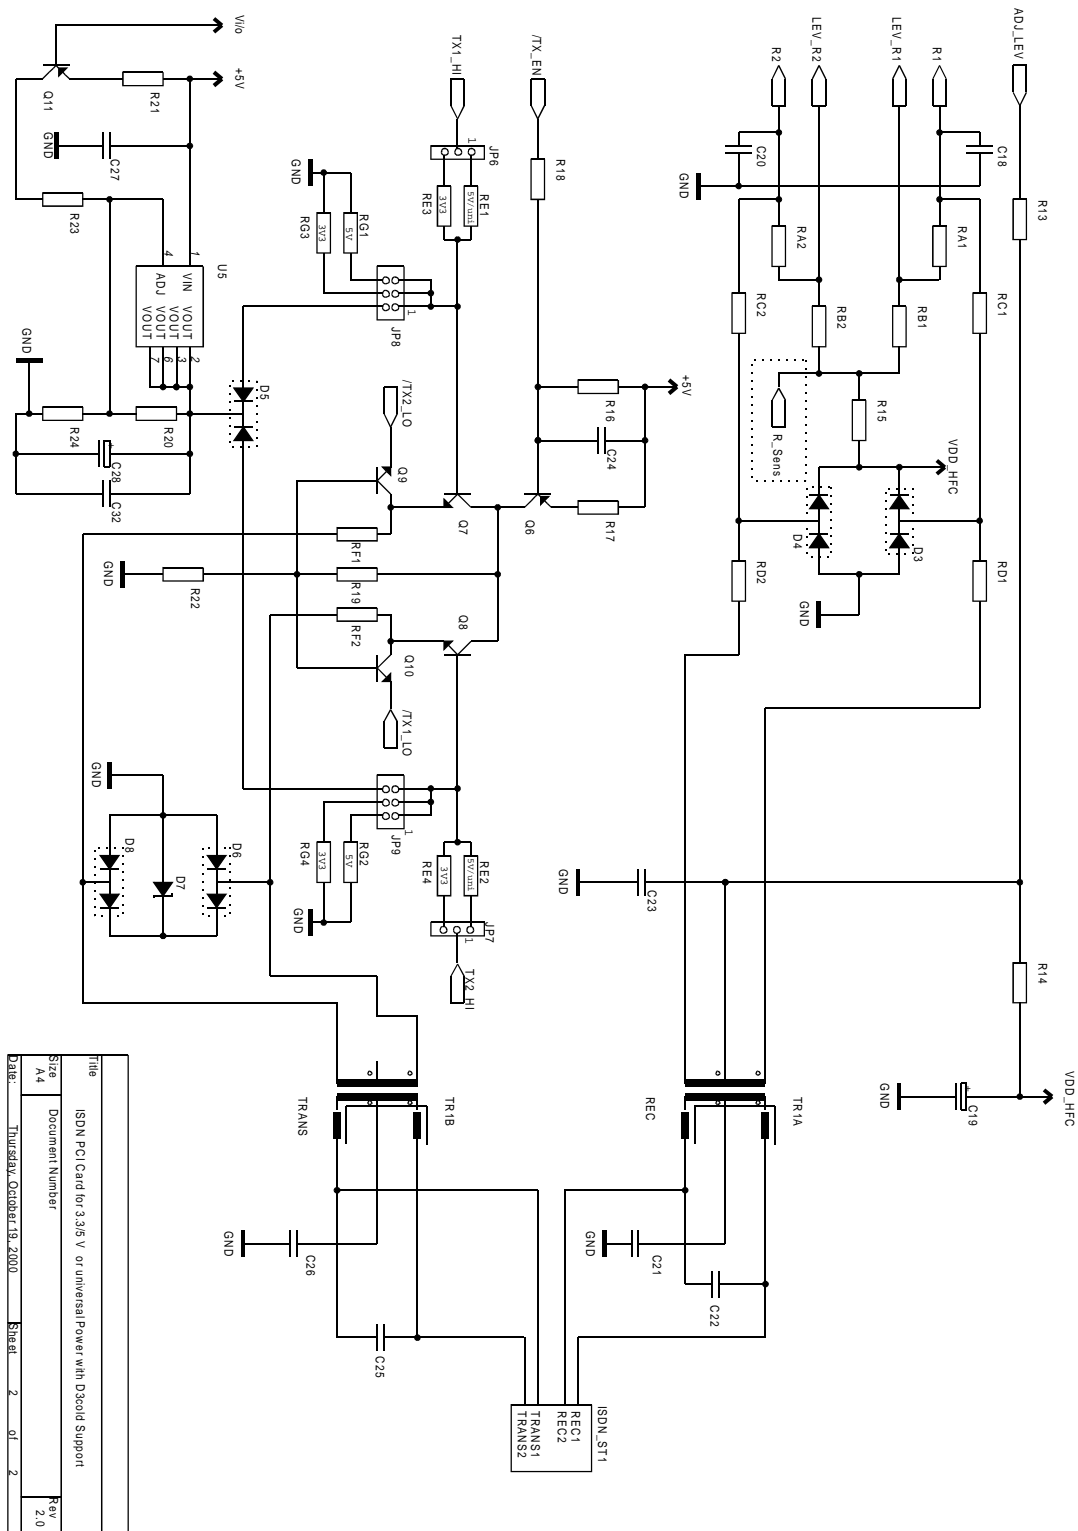 ADJ_LEV
R1
LEV_R1
LEV_R2
R2
/TX_EN
TX1_HI
Vi/o
+5V
C18
C20
GND
R13
RA1
RA2
RC1
RC2
RB1
RB2
R15
R_Sens
VDD_HFC
D3
D4
GND
RD1
RD2
R18
+5V
R16
C24
R17
Q6
JP6
1
RE1
5V/uni
RE3
3V3
GND
RG1
5V
RG3
3V3
JP8
1
/TX2_LO
Q9
Q7
RF1
R19
RF2
Q8
Q10
/TX1_LO
R22
GND
Q11
R21
C27
GND
R23
U5
1
4
VIN
ADJ
VOUT
VOUT
VOUT
VOUT
2
3
6
7
GND
D5
R24
R20
C28
+
C32
GND
D8
D7
D6
JP9
1
RG4
3V3
RG2
5V
GND
RE2
5V/uni
RE4
3V3
JP7
1
TX2_HI
C23
GND
R14
VDD_HFC
C19
+
GND
TR1A
REC
TR1B
TRANS
C21
GND
C22
C26
GND
C25
ISDN_ST1
REC1
REC2
TRANS1
TRANS2
Title
ISDN PCI Card for 3.3/5 V or universal Power with D3cold Support
Size
A4
Document Number
Rev
2.0
Date:
Thursday, October 19, 2000
Sheet
2
of
2